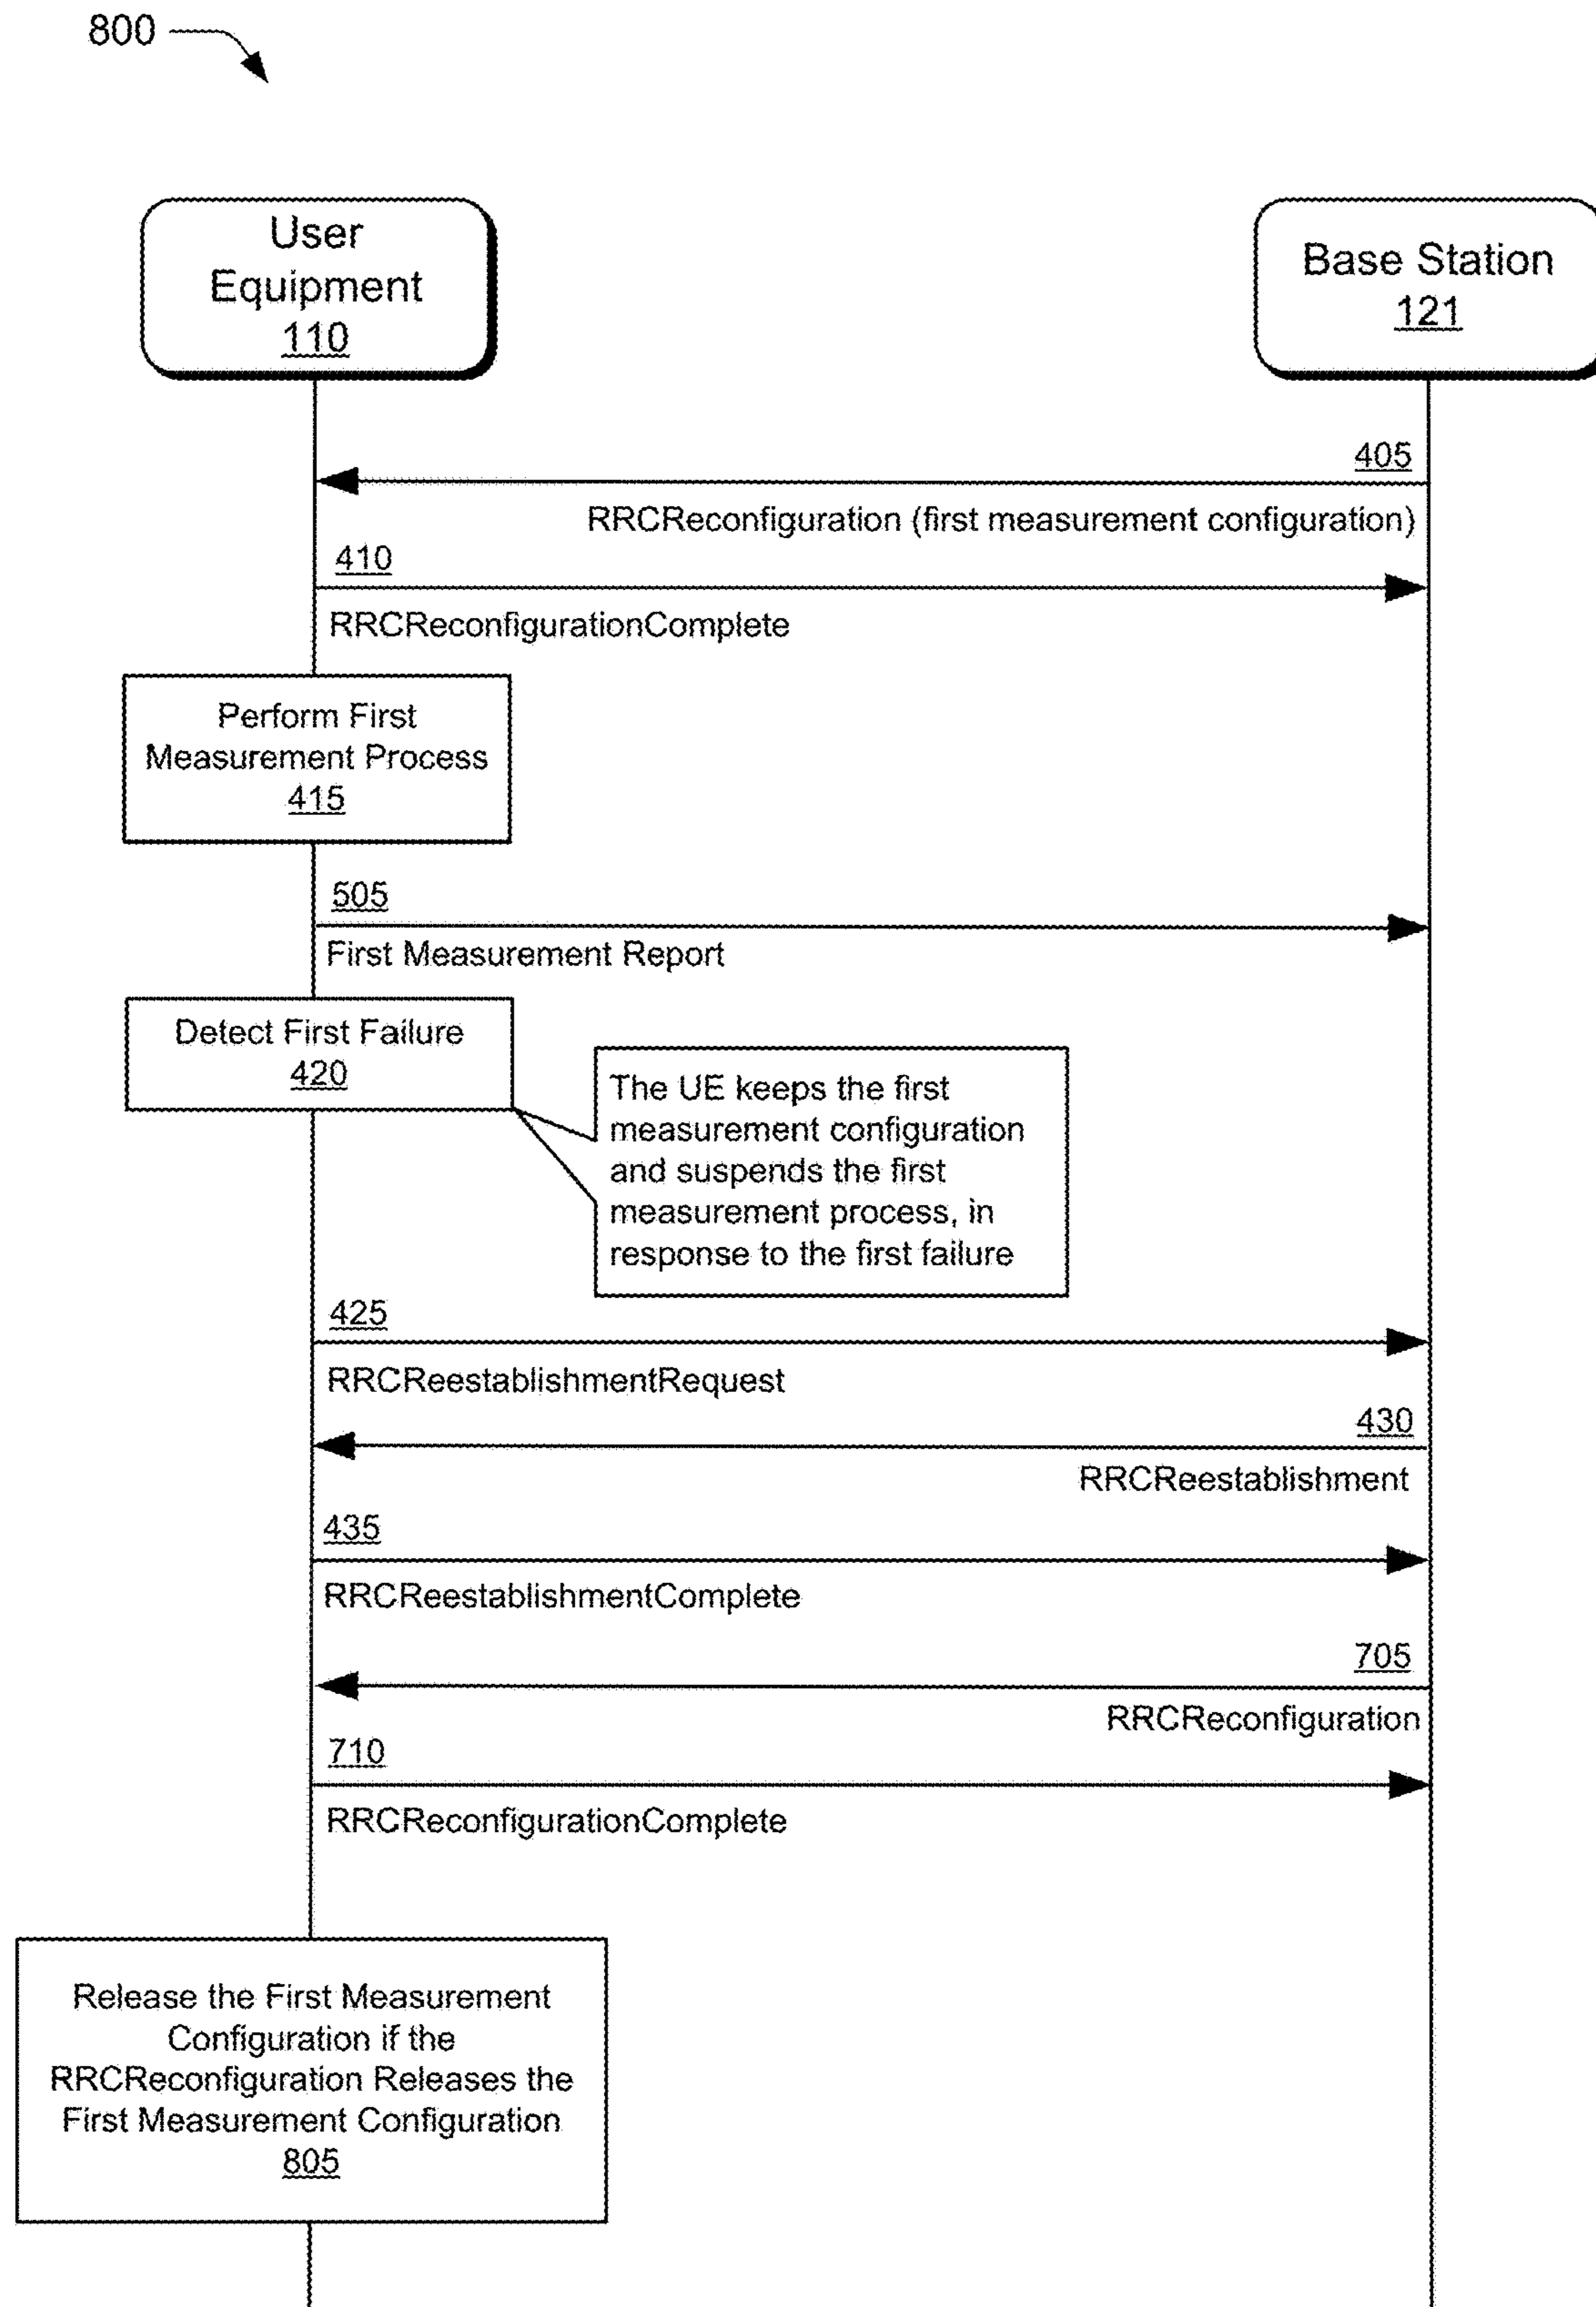 800
User
Equipment
110
Base Station
121
405
RRCReconfiguration (first measurement configuration)
410
RRCReconfigurationComplete
Perform First
Measurement Process
415
505
First Measurement Report
Detect First Failure
420
The UE keeps the first
measurement configuration
and suspends the first
measurement process, in
response to the first failure
425
RRCReestablishmentRequest
430
RRCReestablishment
435
RRCReestablishmentComplete
705
RRCReconfiguration
710
RRCReconfigurationComplete
Release the First Measurement
Configuration if the
RRCReconfiguration Releases the
First Measurement Configuration
805